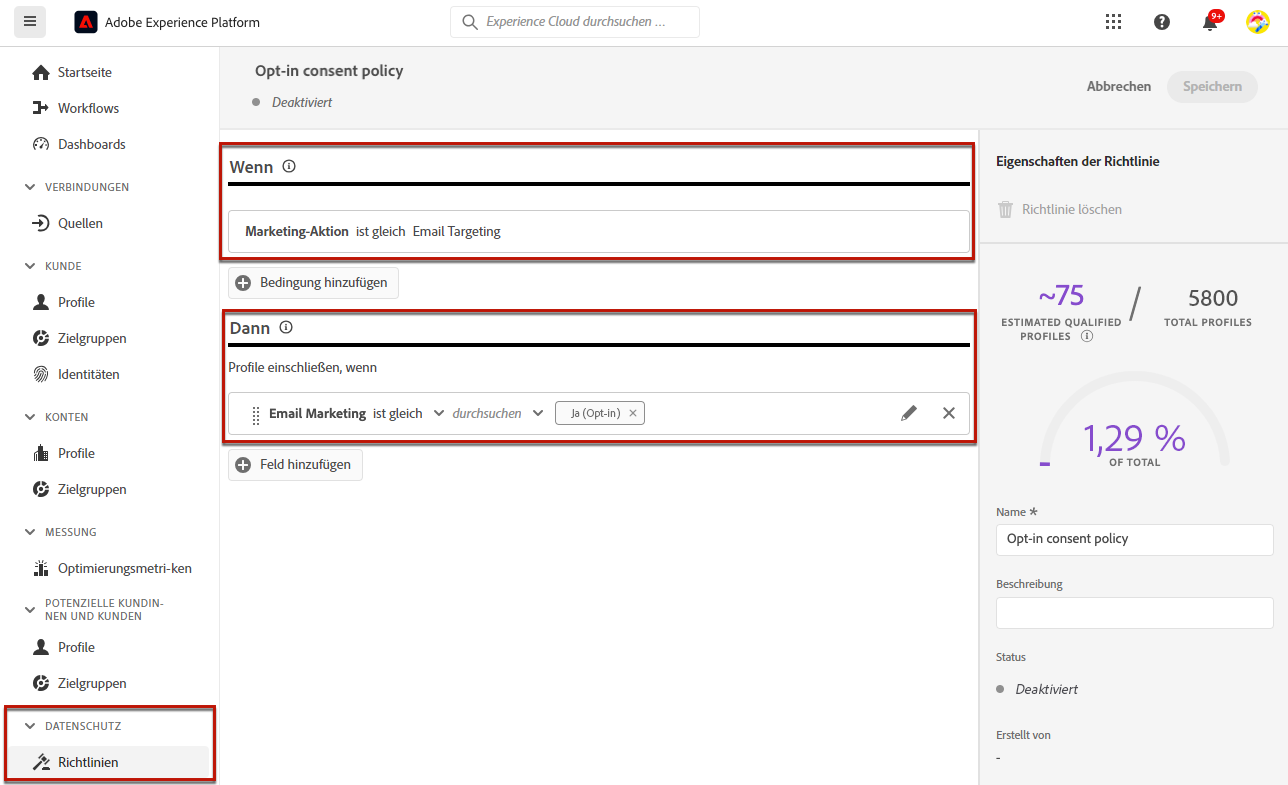 Adobe Experience Platform
Experience Cloud durchsuchen ...
9+
Startseite
Workflows
Dashboards
VERBINDUNGEN
Quellen
KUNDE
Profile
Zielgruppen
Identitäten
KONTEN
Profile
Zielgruppen
MESSUNG
Optimierungsmetri-ken
POTENZIELLE KUNDIN-
NEN UND KUNDEN
Profile
Zielgruppen
DATENSCHUTZ
Richtlinien
Opt-in consent policy
Deaktiviert
Abbrechen
Speichern
Wenn
Marketing-Aktion ist gleich Email Targeting
Bedingung hinzufügen
Dann
Profile einschließen, wenn
Email Marketing ist gleich durchsuchen Ja (Opt-in)
Feld hinzufügen
Eigenschaften der Richtlinie
Richtlinie löschen
~75 / 5800
ESTIMATED QUALIFIED PROFILES
TOTAL PROFILES
1,29 %
OF TOTAL
Name *
Opt-in consent policy
Beschreibung
Status
Deaktiviert
Erstellt von
-